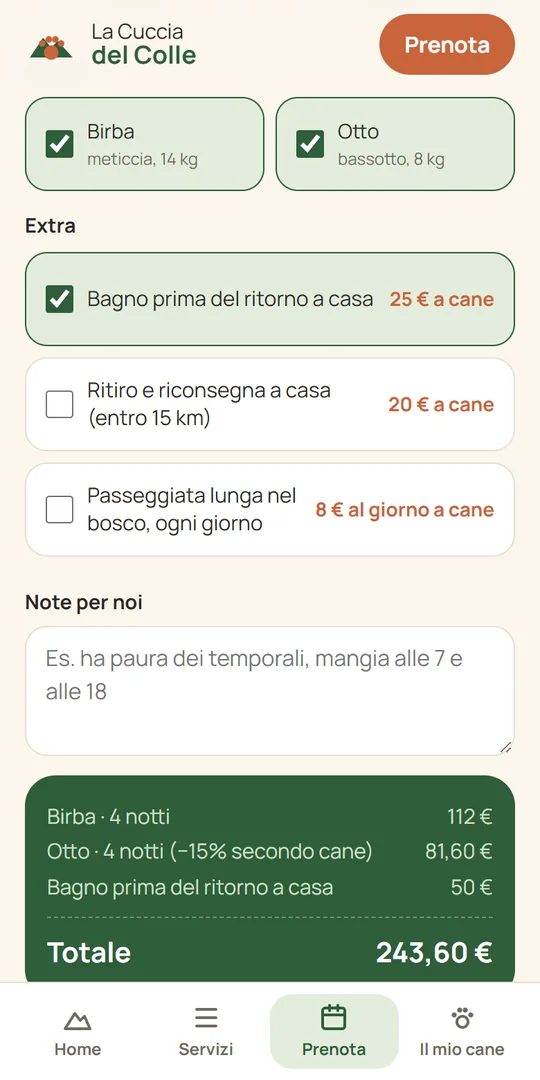 La Cuccia
del Colle
Prenota
Birba
meticcia, 14 kg
Otto
bassotto, 8 kg
Extra
Bagno prima del ritorno a casa 25 € a cane
Ritiro e riconsegna a casa
(entro 15 km)
20 € a cane
Passeggiata lunga nel
bosco, ogni giorno
8 € al giorno a cane
Note per noi
Es. ha paura dei temporali, mangia alle 7 e
alle 18
Birba · 4 notti 112 €
Otto · 4 notti (−15% secondo cane) 81,60 €
Bagno prima del ritorno a casa 50 €
Totale 243,60 €
Home
Servizi
Prenota
Il mio cane